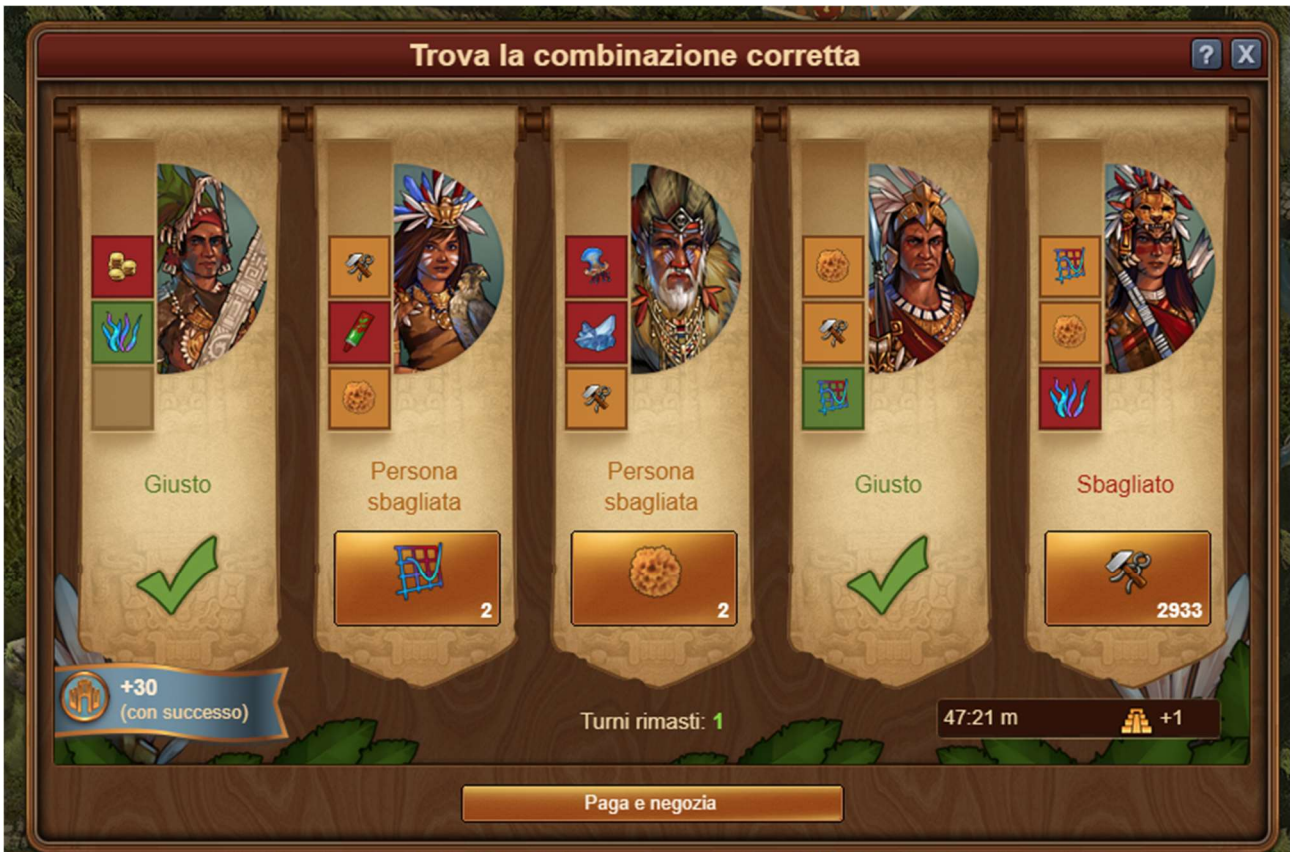 Trova la combinazione corretta
? X
Giusto
Persona
sbagliata
2
Persona
sbagliata
2
Giusto
Sbagliato
2933
+30
(con successo)
Turni rimasti: 1
47:21 m
+1
Paga e negozia